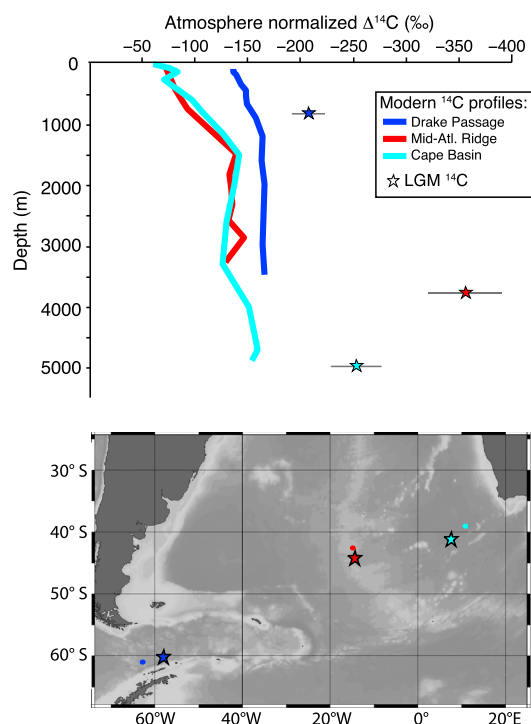 Atmosphere normalized Δ¹⁴C (‰)
−50 −100 −150 −200 −250 −300 −350 −400
0
1000
2000
3000
4000
5000
Depth (m)
Modern ¹⁴C profiles:
Drake Passage
Mid-Atl. Ridge
Cape Basin
LGM ¹⁴C
30° S
40° S
50° S
60° S
60°W 40°W 20°W 0° 20°E